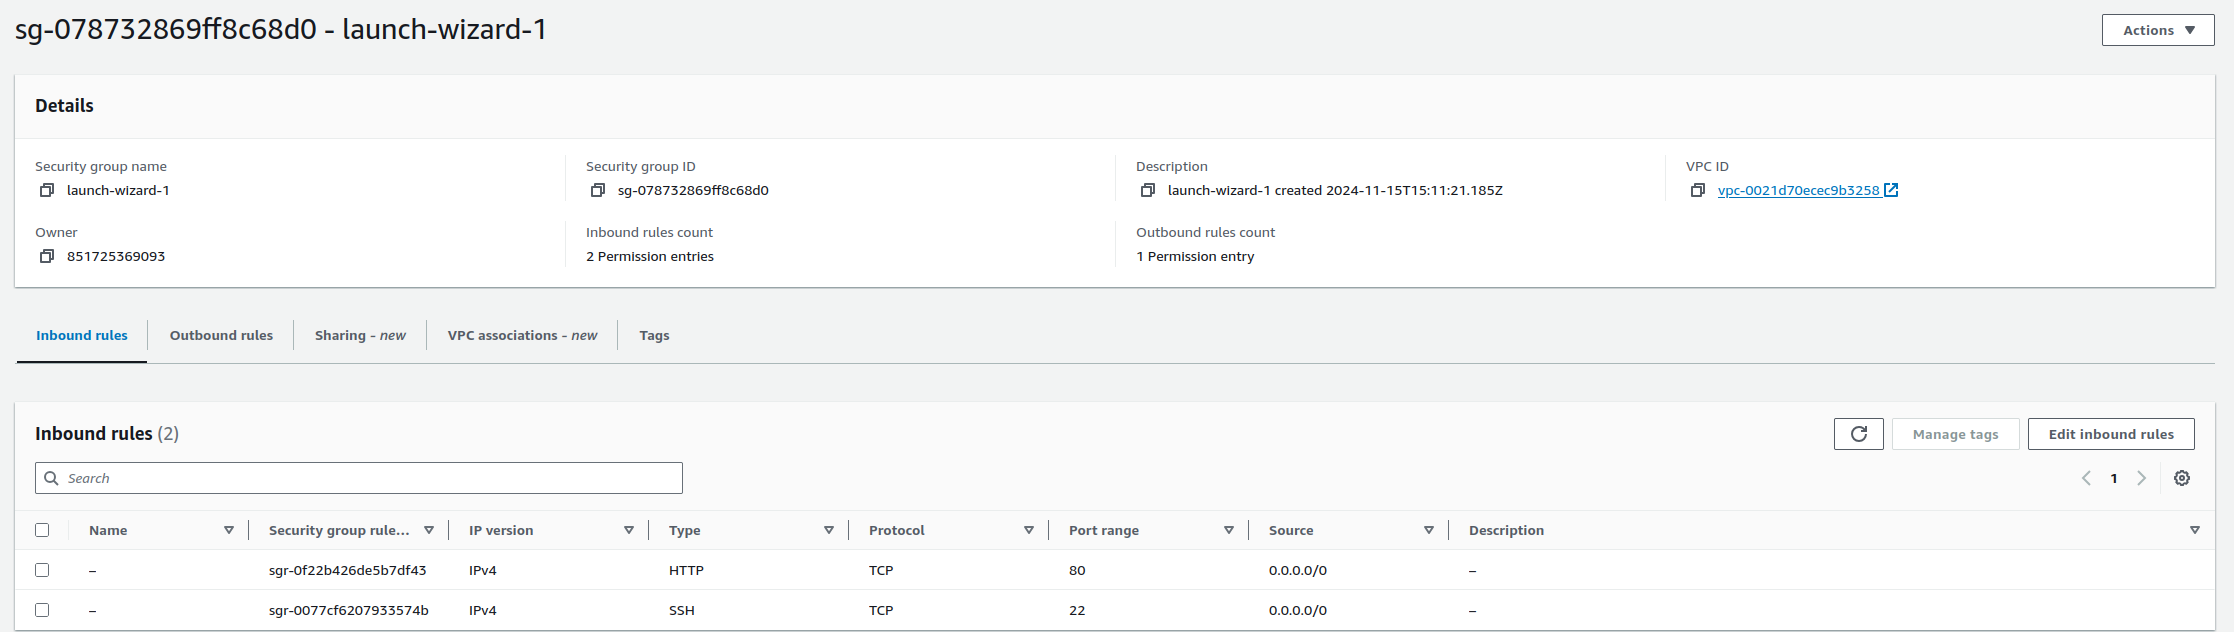 sg-078732869ff8c68d0 - launch-wizard-1
Actions
Details
Security group name
launch-wizard-1
Security group ID
sg-078732869ff8c68d0
Description
launch-wizard-1 created 2024-11-15T15:11:21.185Z
VPC ID
vpc-0021d70ecec9b3258
Owner
851725369093
Inbound rules count
2 Permission entries
Outbound rules count
1 Permission entry
Inbound rules Outbound rules Sharing - new VPC associations - new Tags
Inbound rules (2)
Manage tags
Edit inbound rules
Search
1
Name Security group rule... IP version Type Protocol Port range Source Description
– sgr-0f22b426de5b7df43 IPv4 HTTP TCP 80 0.0.0.0/0 –
– sgr-0077cf6207933574b IPv4 SSH TCP 22 0.0.0.0/0 –